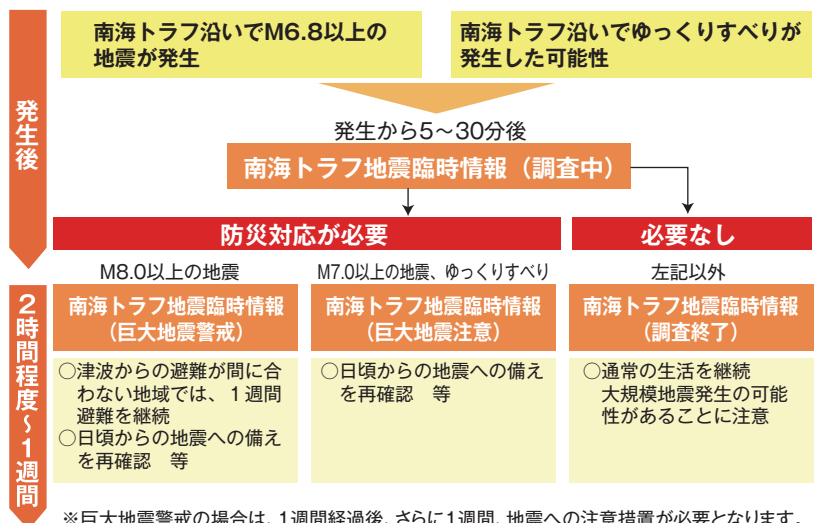 南海トラフ沿いでM6.8以上の
地震が発生
南海トラフ沿いでゆっくりすべりが
発生した可能性
発生後
発生から5〜30分後
南海トラフ地震臨時情報（調査中）
防災対応が必要
必要なし
2時間程度〜1週間
M8.0以上の地震
南海トラフ地震臨時情報
（巨大地震警戒）
○津波からの避難が間に合
わない地域では、１週間
避難を継続
○日頃からの地震への備え
を再確認　等
M7.0以上の地震、ゆっくりすべり
南海トラフ地震臨時情報
（巨大地震注意）
○日頃からの地震への備え
を再確認　等
左記以外
南海トラフ地震臨時情報
（調査終了）
○通常の生活を継続
大規模地震発生の可能
性があることに注意
※巨大地震警戒の場合は、1週間経過後、さらに1週間、地震への注意措置が必要となります。